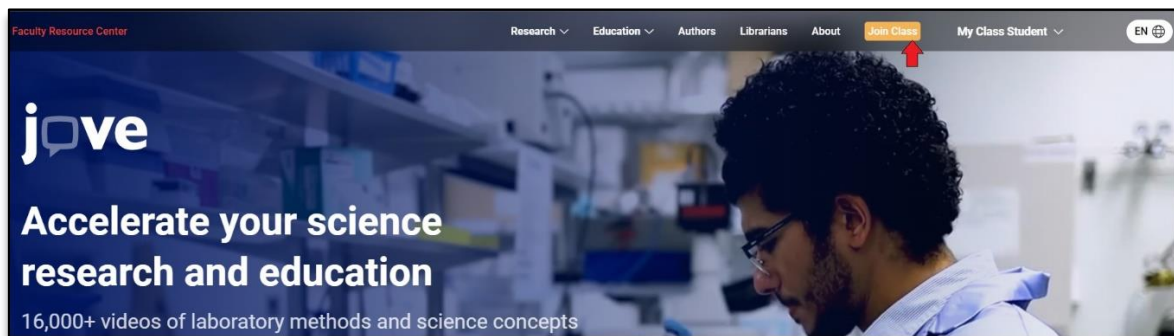 Faculty Resource Center Research Education Authors Librarians About Join Class My Class Student EN
jove
Accelerate your science
research and education
16,000+ videos of laboratory methods and science concepts